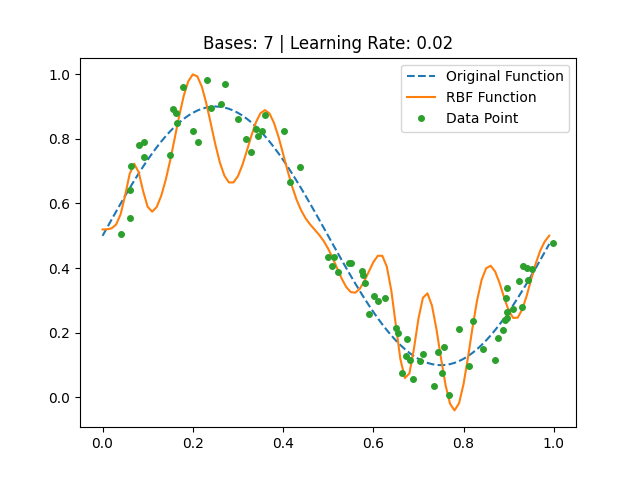 Bases: 7 | Learning Rate: 0.02
Original Function
RBF Function
Data Point
1.0
0.8
0.6
0.4
0.2
0.0
0.0 0.2 0.4 0.6 0.8 1.0